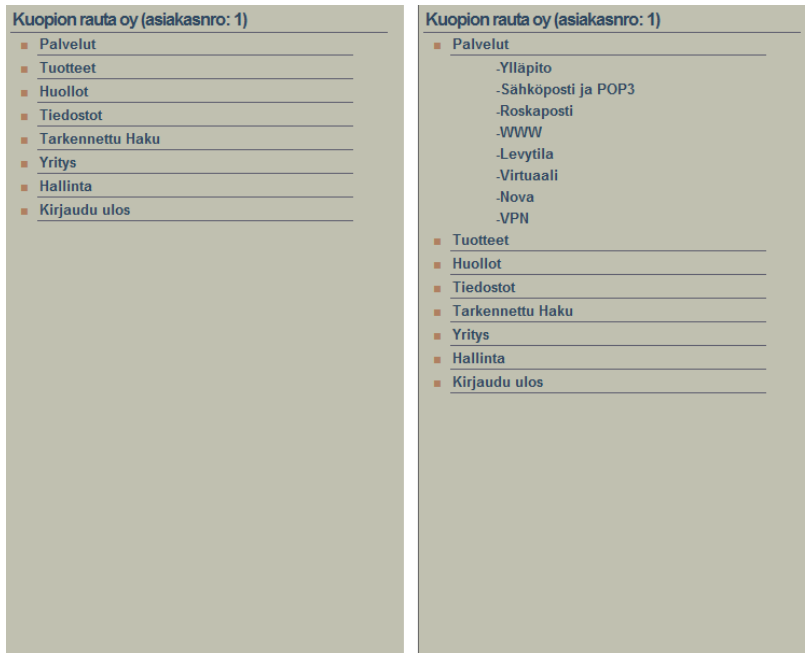 Kuopion rauta oy (asiakasnro: 1)
Palvelut
Tuotteet
Huollot
Tiedostot
Tarkennettu Haku
Yritys
Hallinta
Kirjaudu ulos
Kuopion rauta oy (asiakasnro: 1)
Palvelut
-Ylläpito
-Sähköposti ja POP3
-Roskaposti
-WWW
-Levytila
-Virtuaali
-Nova
-VPN
Tuotteet
Huollot
Tiedostot
Tarkennettu Haku
Yritys
Hallinta
Kirjaudu ulos